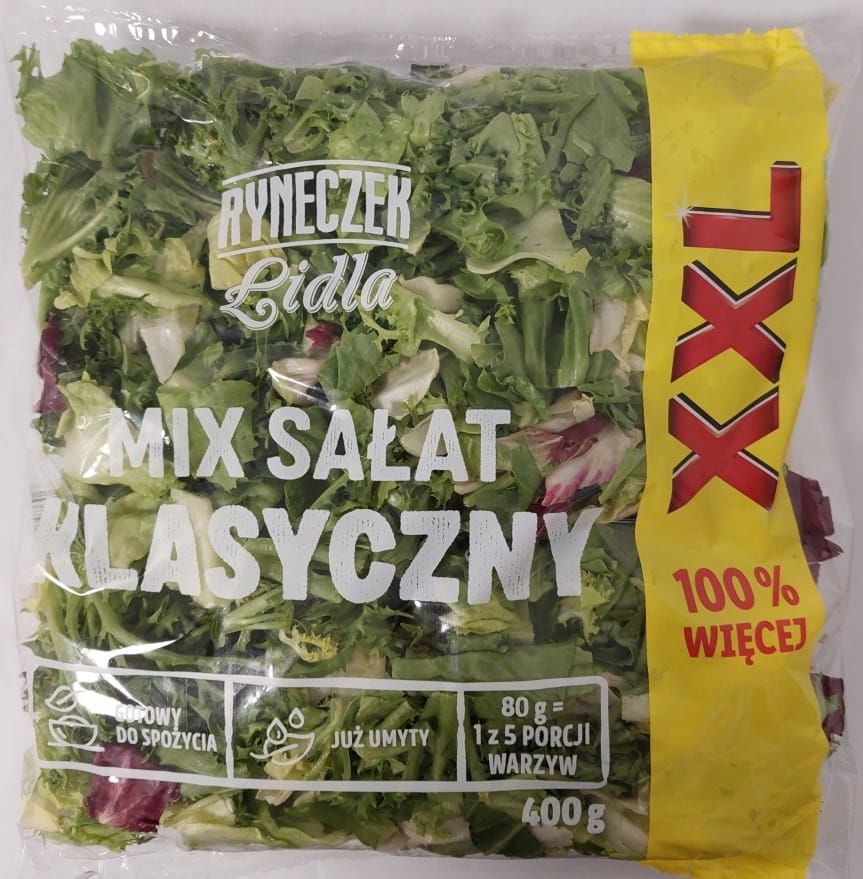 RYNECZEK
Lidla
MIX SAŁAT
KLASYCZNY
GOTOWY
DO SPOŻYCIA
JUŻ UMYTY
80 g =
1 z 5 PORCJI
WARZYW
400 g
XXL
100%
WIĘCEJ